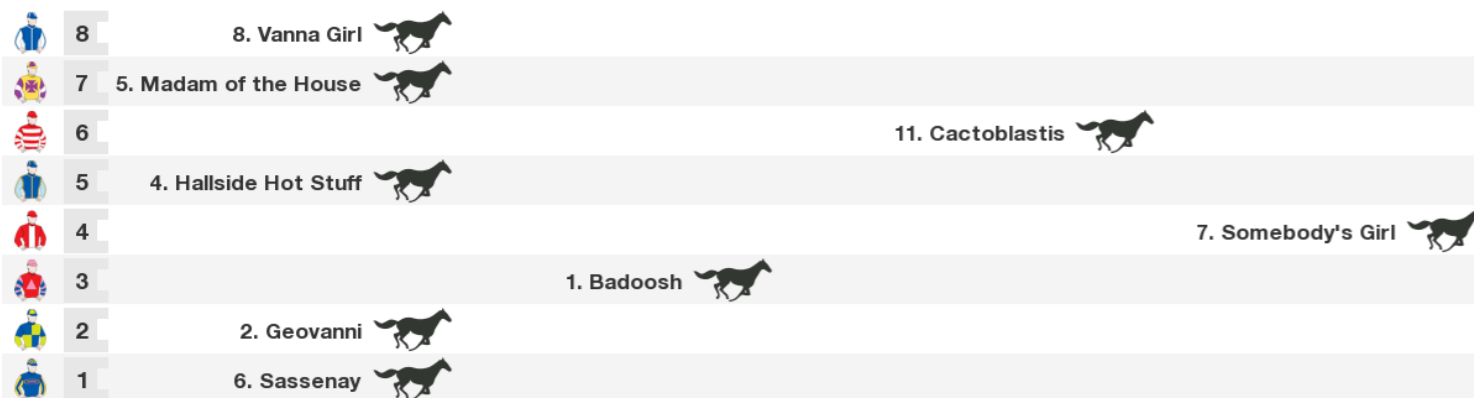 8 8. Vanna Girl
7 5. Madam of the House
6 11. Cactoblastis
5 4. Hallside Hot Stuff
4 7. Somebody's Girl
3 1. Badoosh
2 2. Geovanni
1 6. Sassenay